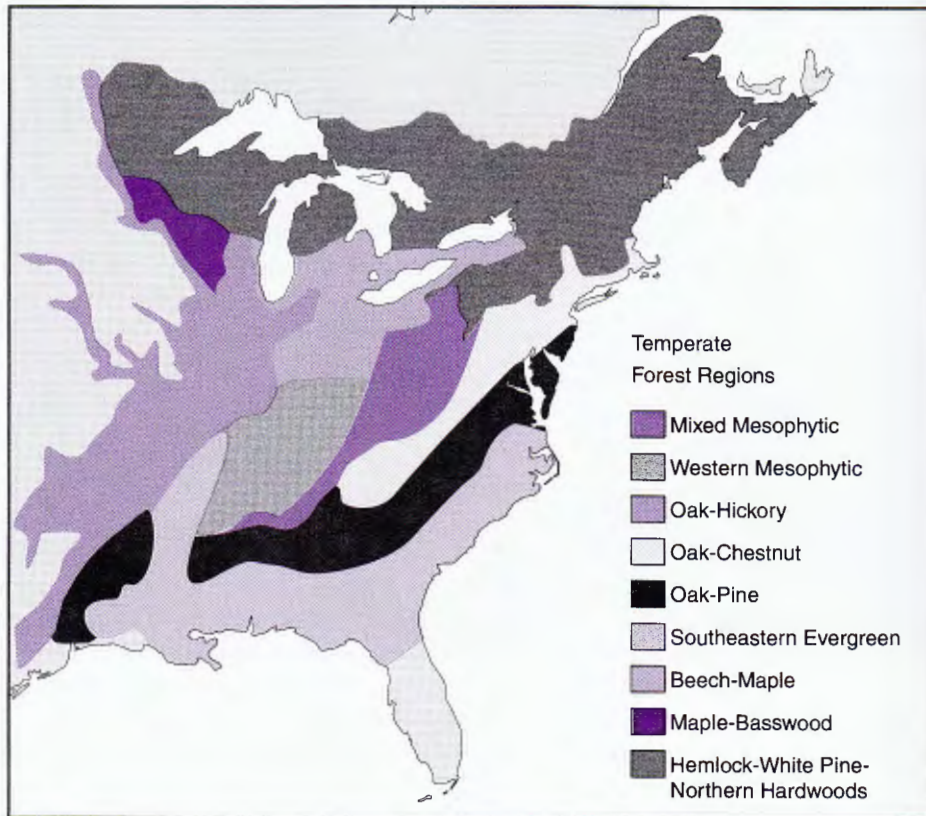 Temperate
Forest Regions
Mixed Mesophytic
Western Mesophytic
Oak-Hickory
Oak-Chestnut
Oak-Pine
Southeastern Evergreen
Beech-Maple
Maple-Basswood
Hemlock-White Pine-
Northern Hardwoods